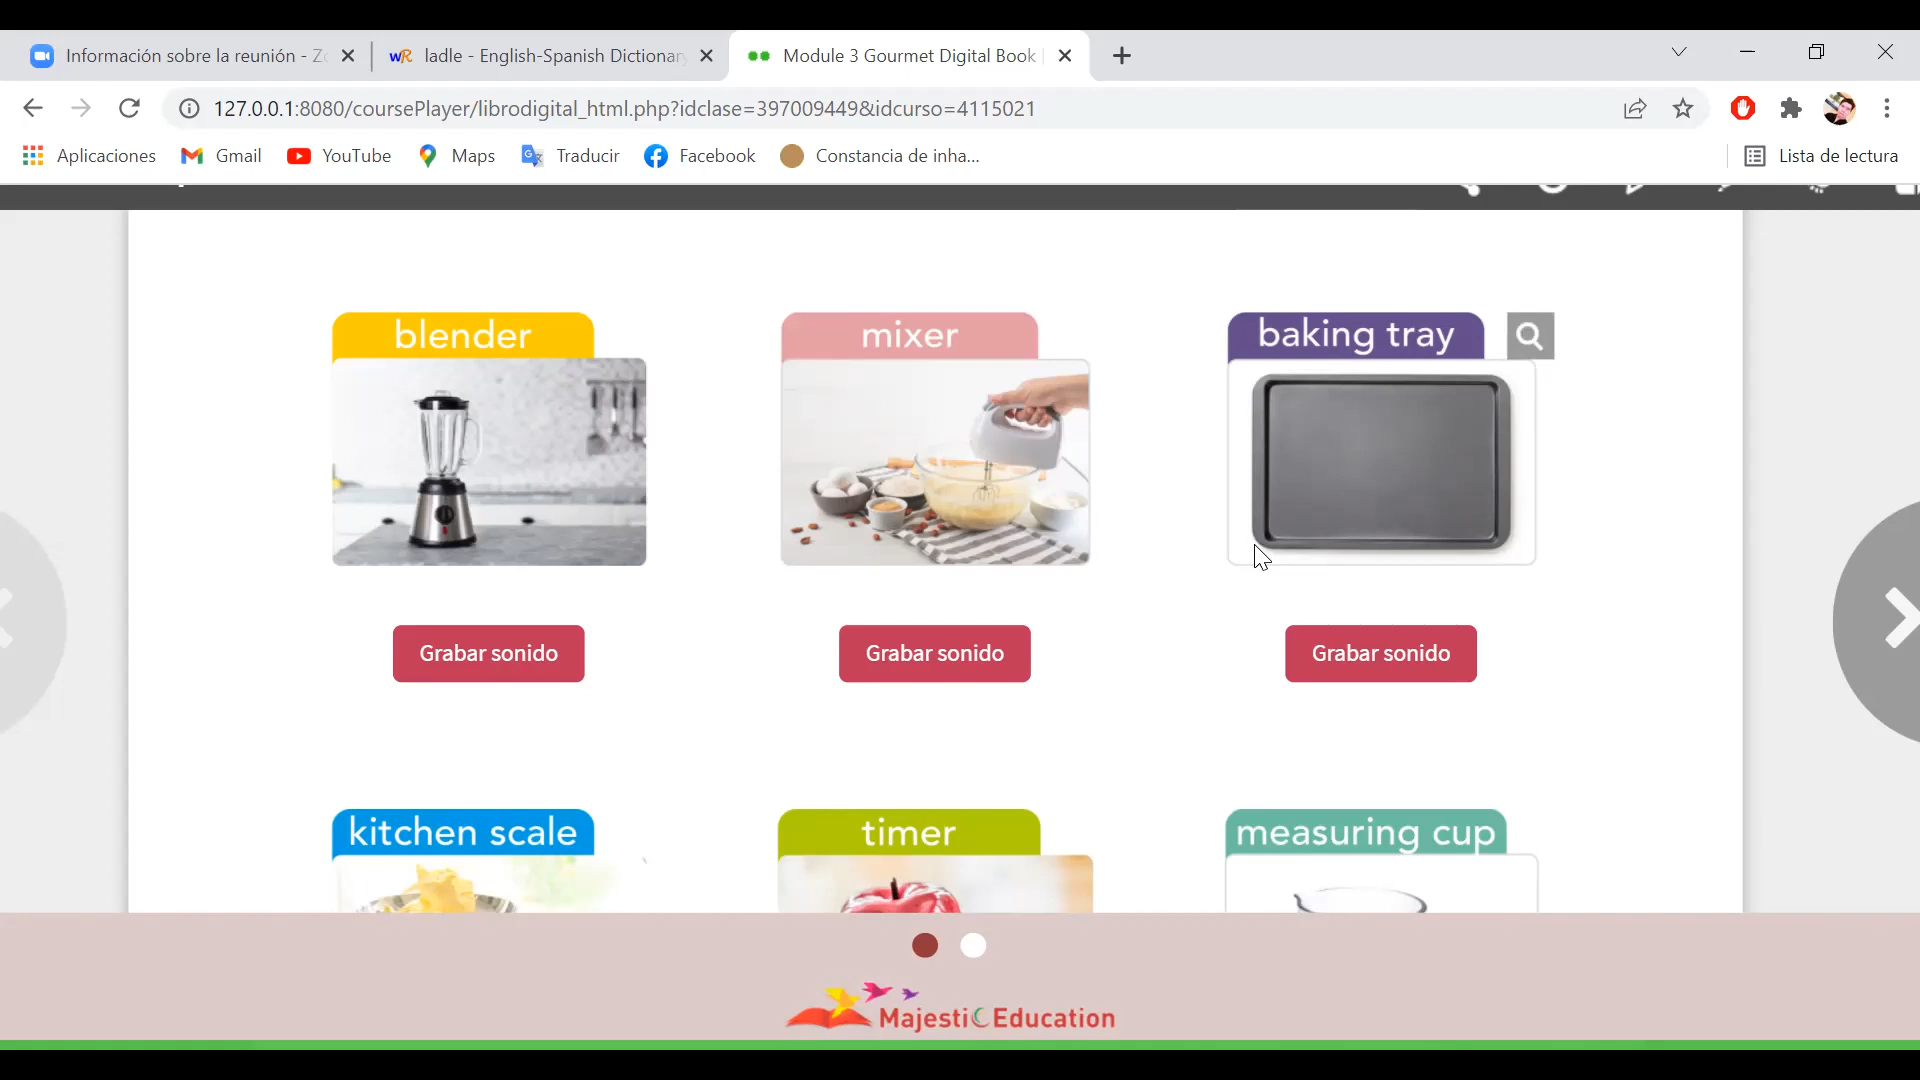 Información sobre la reunión - Zo
ladle - English-Spanish Dictionary
Module 3 Gourmet Digital Book
127.0.0.1:8080/coursePlayer/librodigital_html.php?idclase=397009449&idcurso=4115021
Aplicaciones
Gmail
YouTube
Maps
Traducir
Facebook
Constancia de inha...
Lista de lectura
blender
mixer
baking tray
Grabar sonido
Grabar sonido
Grabar sonido
kitchen scale
timer
measuring cup
Majestic Education